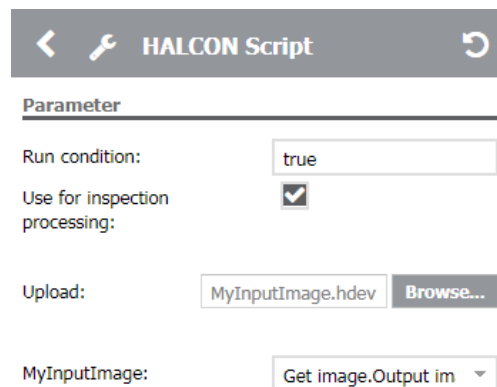 HALCON Script
Parameter
Run condition: true
Use for inspection
processing:
Upload: MyInputImage.hdev Browse...
MyInputImage: Get image.Output im